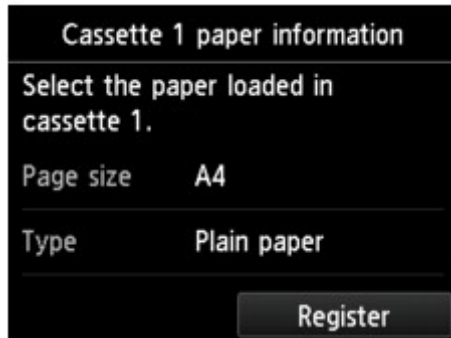 Cassette 1 paper information
Select the paper loaded in
cassette 1.
Page size A4
Type Plain paper
Register